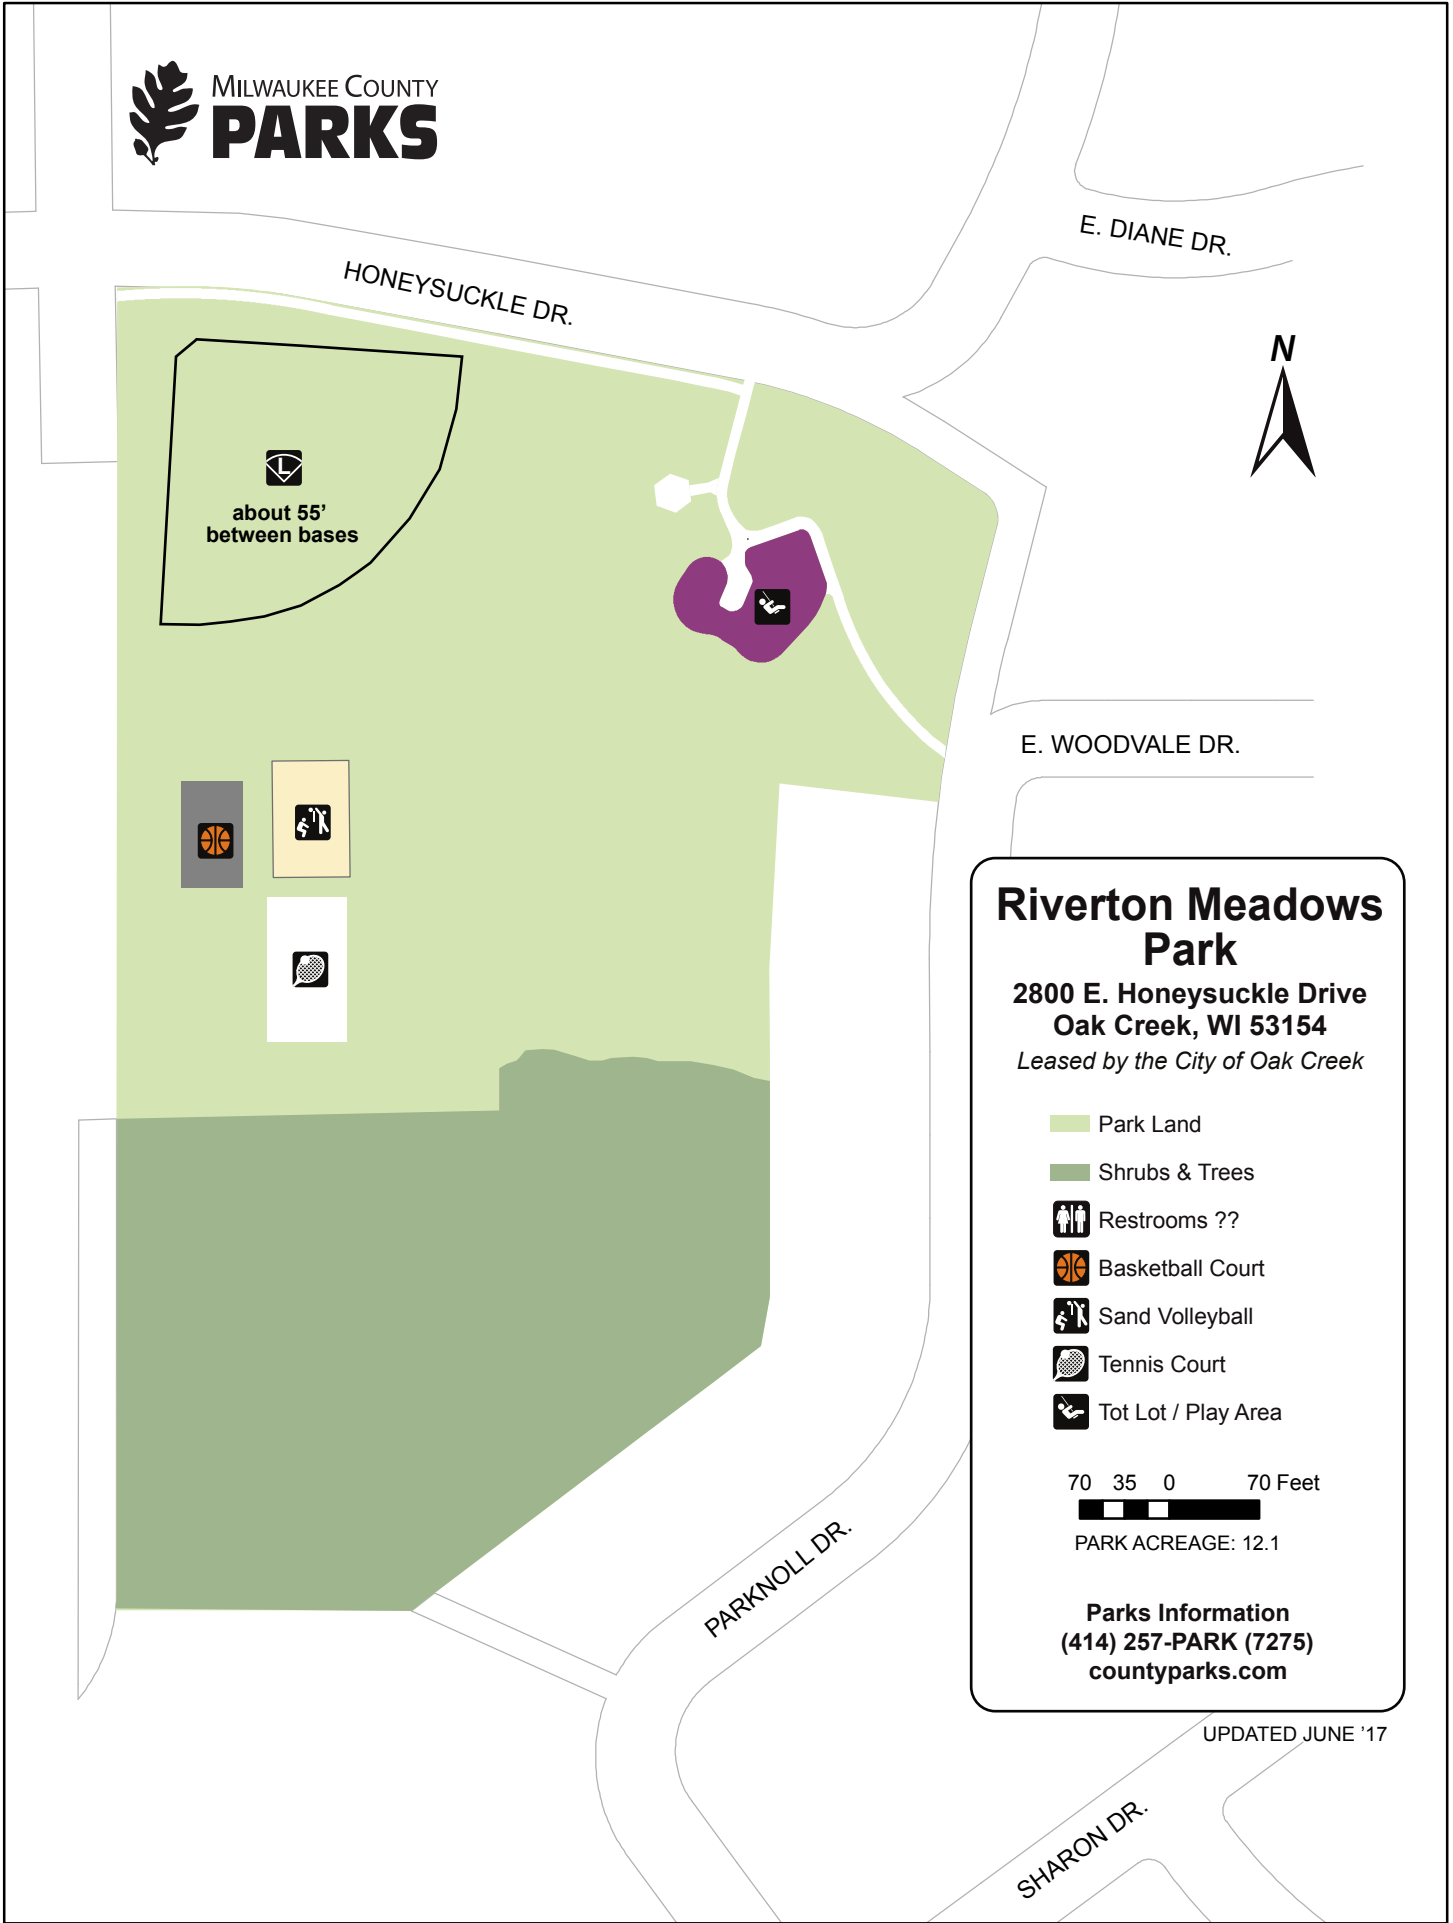 MILWAUKEE COUNTY
PARKS
E. DIANE DR.
HONEYSUCKLE DR.
N
L
about 55’
between bases
E. WOODVALE DR.
Riverton Meadows
Park
2800 E. Honeysuckle Drive
Oak Creek, WI 53154
Leased by the City of Oak Creek
Park Land
Shrubs & Trees
Restrooms ??
Basketball Court
Sand Volleyball
Tennis Court
Tot Lot / Play Area
70 35 0 70 Feet
PARK ACREAGE: 12.1
PARKNOLL DR.
Parks Information
(414) 257-PARK (7275)
countyparks.com
UPDATED JUNE ’17
SHARON DR.